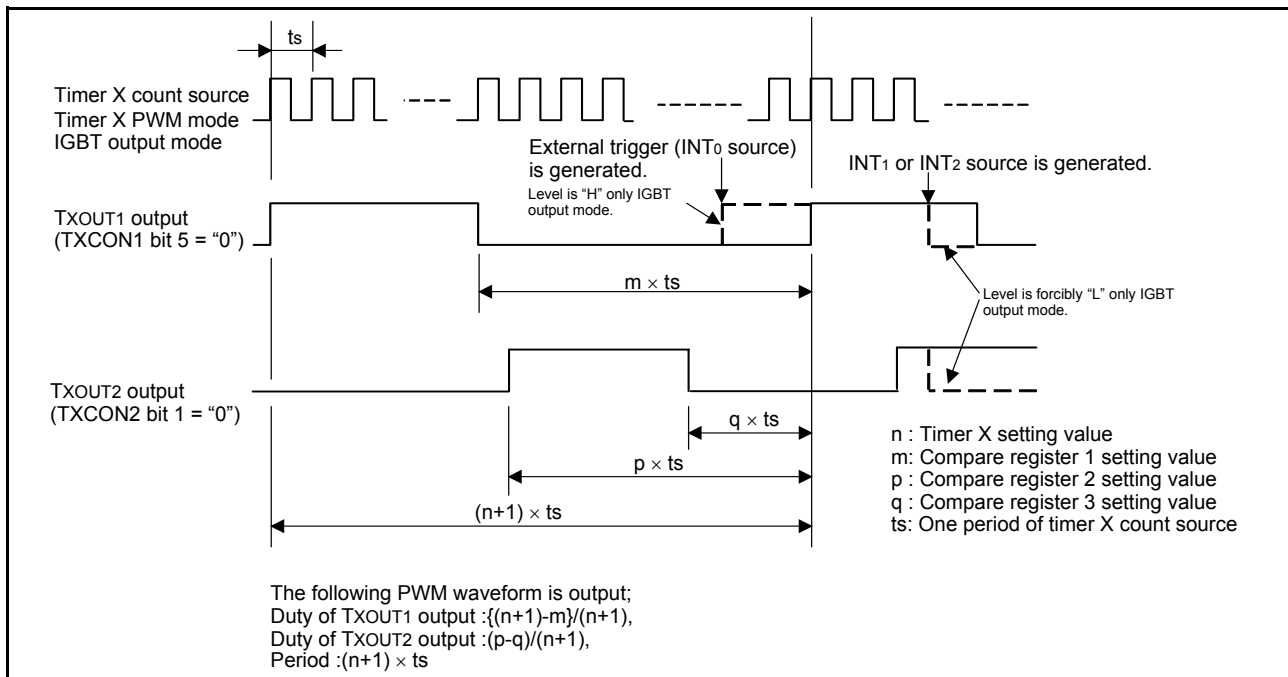 ts
Timer X count source
Timer X PWM mode
IGBT output mode
External trigger (INT0 source)
is generated.
Level is “H” only IGBT
output mode.
INT1 or INT2 source is generated.
TXOUT1 output
(TXCON1 bit 5 = “0”)
m × ts
Level is forcibly “L” only IGBT
output mode.
TXOUT2 output
(TXCON2 bit 1 = “0”)
q × ts
p × ts
(n+1) × ts
n : Timer X setting value
m: Compare register 1 setting value
p : Compare register 2 setting value
q : Compare register 3 setting value
ts: One period of timer X count source
The following PWM waveform is output;
Duty of TXOUT1 output :{(n+1)-m}/(n+1),
Duty of TXOUT2 output :(p-q)/(n+1),
Period :(n+1) × ts